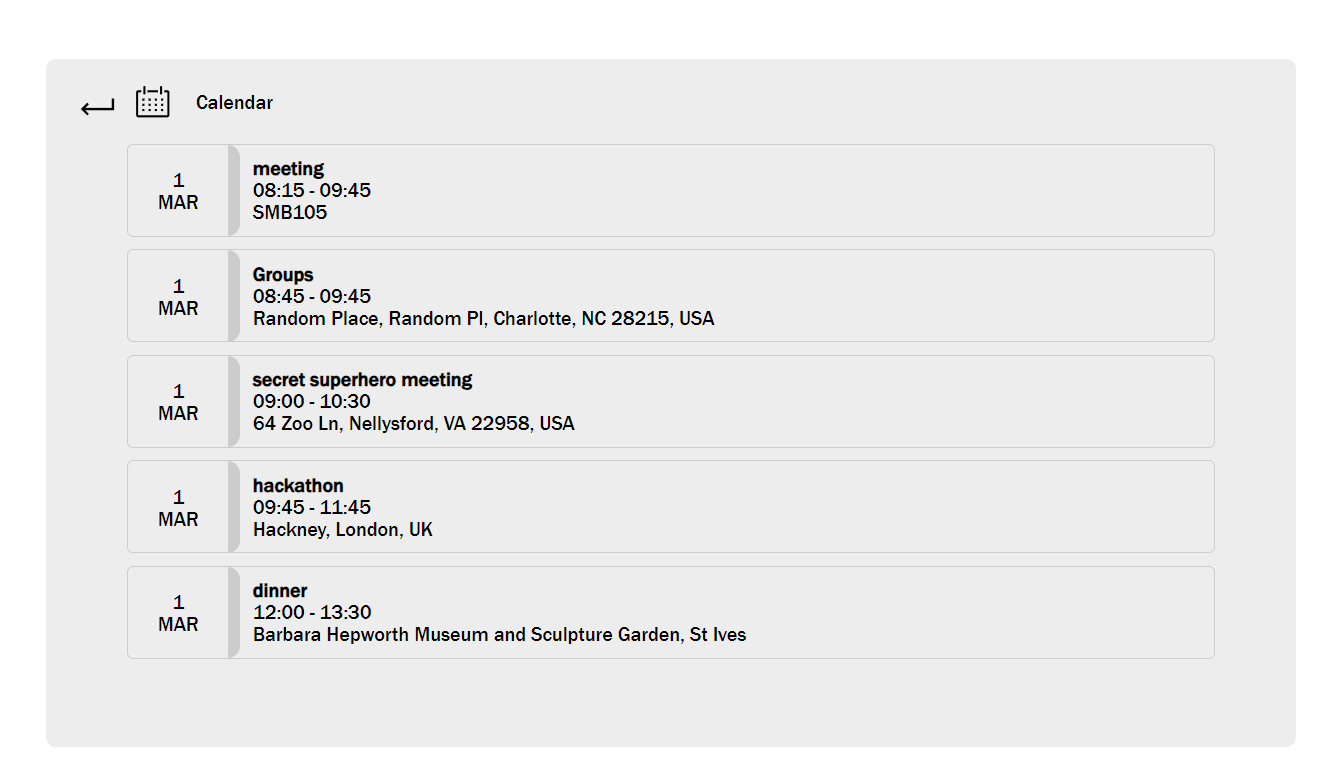 Calendar
1
MAR
meeting
08:15 - 09:45
SMB105
1
MAR
Groups
08:45 - 09:45
Random Place, Random Pl, Charlotte, NC 28215, USA
1
MAR
secret superhero meeting
09:00 - 10:30
64 Zoo Ln, Nellysford, VA 22958, USA
1
MAR
hackathon
09:45 - 11:45
Hackney, London, UK
1
MAR
dinner
12:00 - 13:30
Barbara Hepworth Museum and Sculpture Garden, St Ives